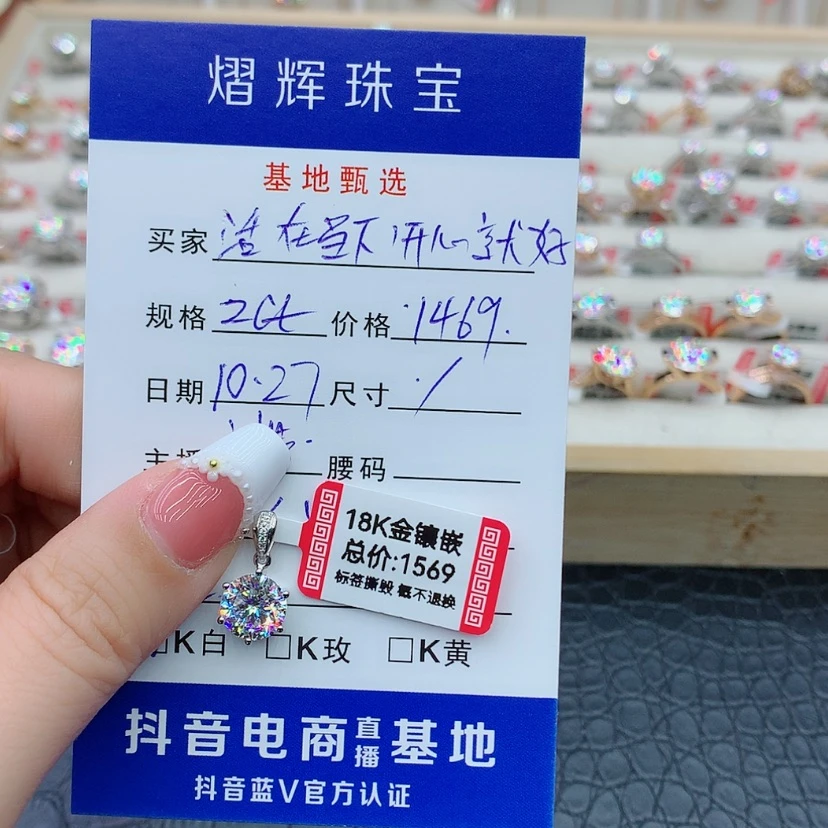 熠辉珠宝
基地甄选
买家 活在当下 开心就好
规格 2Ct 价格 1469.
日期 10.27 尺寸 /
主播 腰码
18K金镶嵌
总价:1569
标签撕毁 概不退换
K白 □K玫 □K黄
抖音电商直播基地
抖音蓝V官方认证